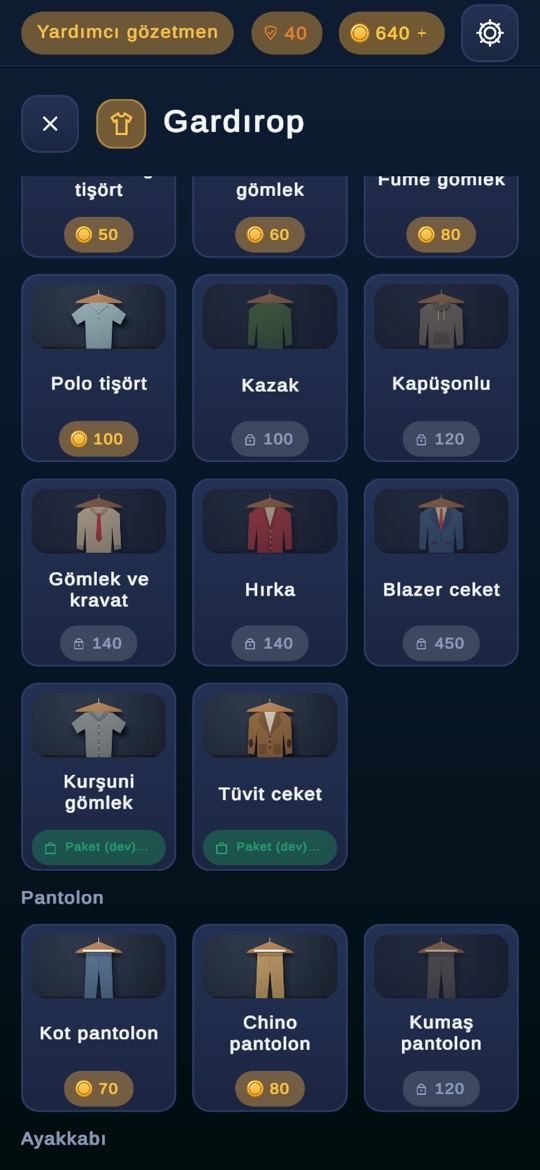 Yardımcı gözetmen
40
640 +
Gardırop
tişört
gömlek
Füme gömlek
50
60
80
Polo tişört
Kazak
Kapüşonlu
100
100
120
Gömlek ve
kravat
Hırka
Blazer ceket
140
140
450
Kurşuni
gömlek
Tüvit ceket
Paket (dev)...
Paket (dev)...
Pantolon
Kot pantolon
Chino
pantolon
Kumaş
pantolon
70
80
120
Ayakkabı